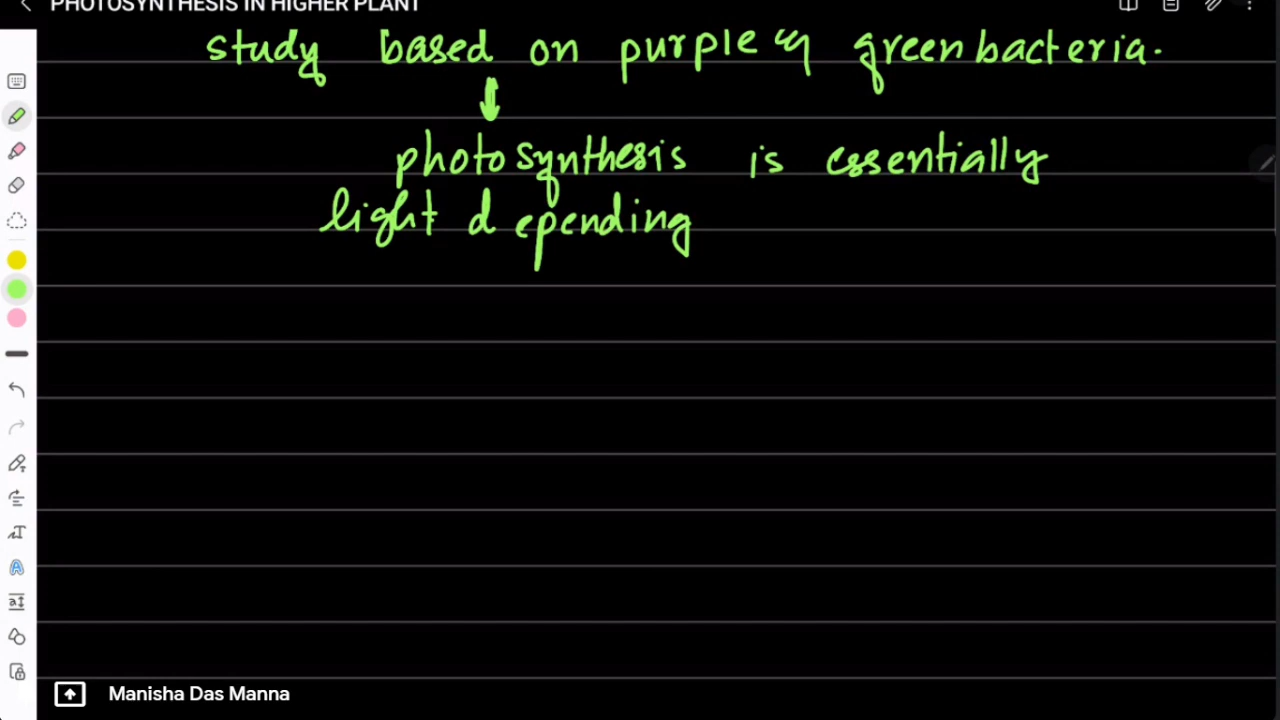 PHOTOSYNTHESIS IN HIGHER PLANT
study based on purple & green bacteria.
photosynthesis is essentially
light depending
Manisha Das Manna